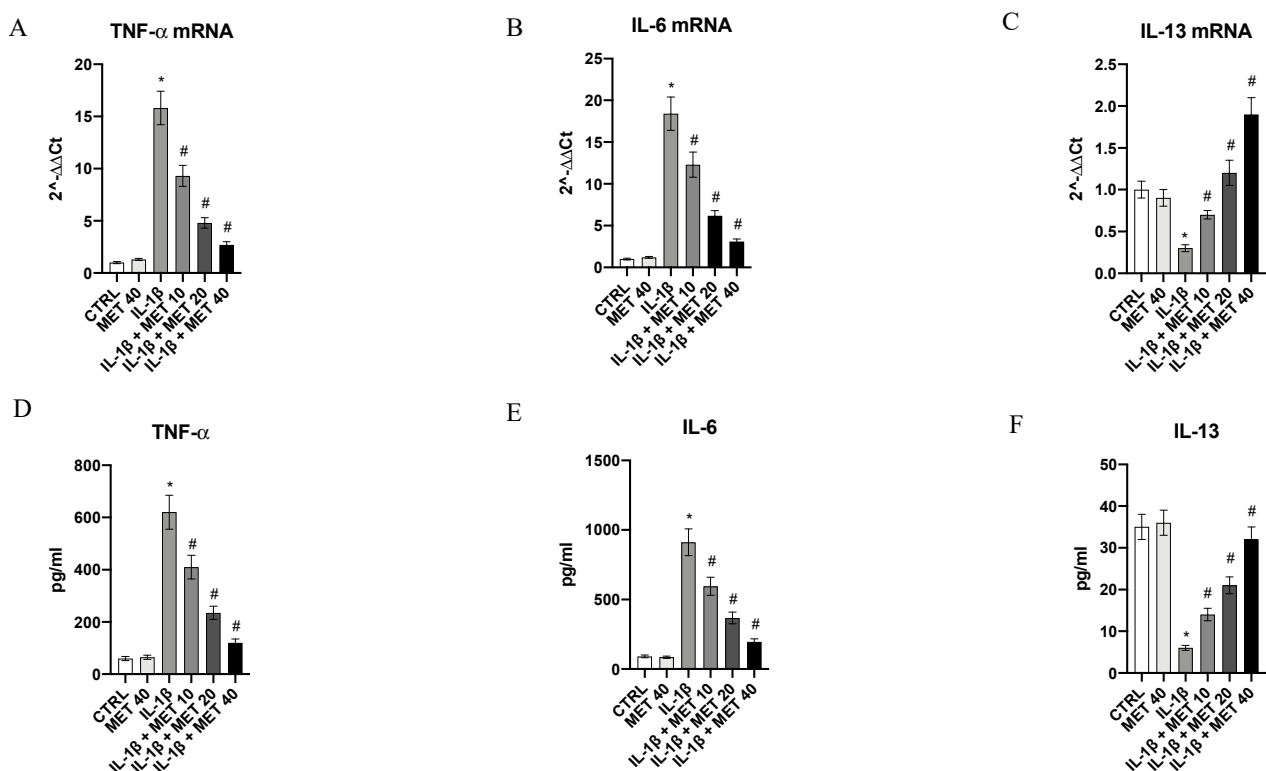 A
TNF-α mRNA
2^-ΔΔCt
20
15
10
5
0
*
#
#
#
CTRL
MET 40
IL-1β
IL-1β + MET 10
IL-1β + MET 20
IL-1β + MET 40
B
IL-6 mRNA
2^-ΔΔCt
25
20
15
10
5
0
*
#
#
#
CTRL
MET 40
IL-1β
IL-1β + MET 10
IL-1β + MET 20
IL-1β + MET 40
C
IL-13 mRNA
2^-ΔΔCt
2.5
2.0
1.5
1.0
0.5
0.0
*
#
#
#
CTRL
MET 40
IL-1β
IL-1β + MET 10
IL-1β + MET 20
IL-1β + MET 40
D
TNF-α
pg/ml
800
600
400
200
0
*
#
#
#
CTRL
MET 40
IL-1β
IL-1β + MET 10
IL-1β + MET 20
IL-1β + MET 40
E
IL-6
pg/ml
1500
1000
500
0
*
#
#
#
CTRL
MET 40
IL-1β
IL-1β + MET 10
IL-1β + MET 20
IL-1β + MET 40
F
IL-13
pg/ml
50
40
30
20
10
0
*
#
#
#
CTRL
MET 40
IL-1β
IL-1β + MET 10
IL-1β + MET 20
IL-1β + MET 40